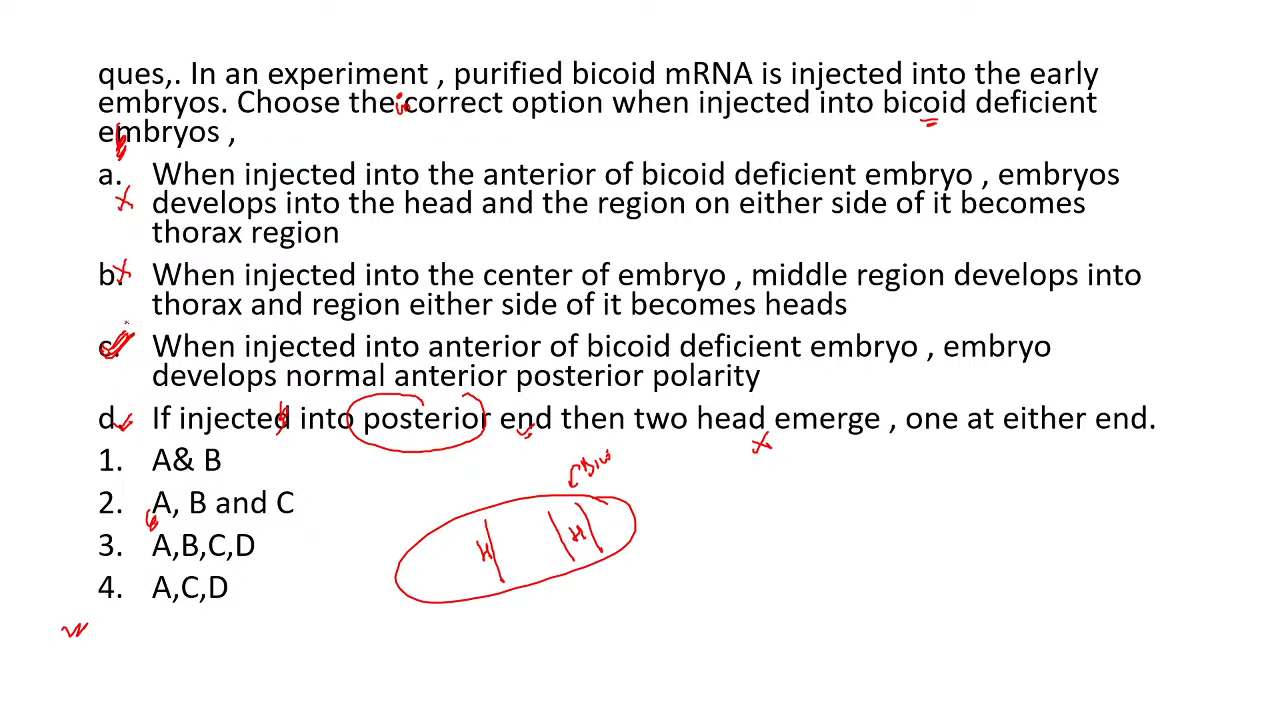 ques,. In an experiment , purified bicoid mRNA is injected into the early
embryos. Choose the in correct option when injected into bicoid deficient
embryos ,
a. When injected into the anterior of bicoid deficient embryo , embryos
develops into the head and the region on either side of it becomes
thorax region
b. When injected into the center of embryo , middle region develops into
thorax and region either side of it becomes heads
c. When injected into anterior of bicoid deficient embryo , embryo
develops normal anterior posterior polarity
d. If injected into posterior end then two head emerge , one at either end.
1. A& B
2. A, B and C
3. A,B,C,D
4. A,C,D
H
H